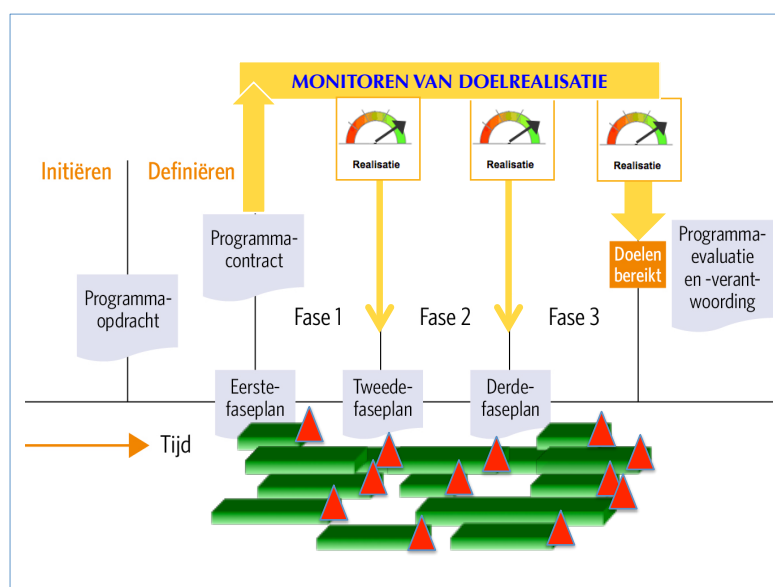 MONITOREN VAN DOELREALISATIE
Realisatie
Realisatie
Realisatie
Initiëren
Definiëren
Programma-
contract
Programma-
opdracht
Doelen
bereikt
Programma-
evaluatie
en -verant-
woording
Fase 1
Fase 2
Fase 3
Eerste-
faseplan
Tweede-
faseplan
Derde-
faseplan
Tijd